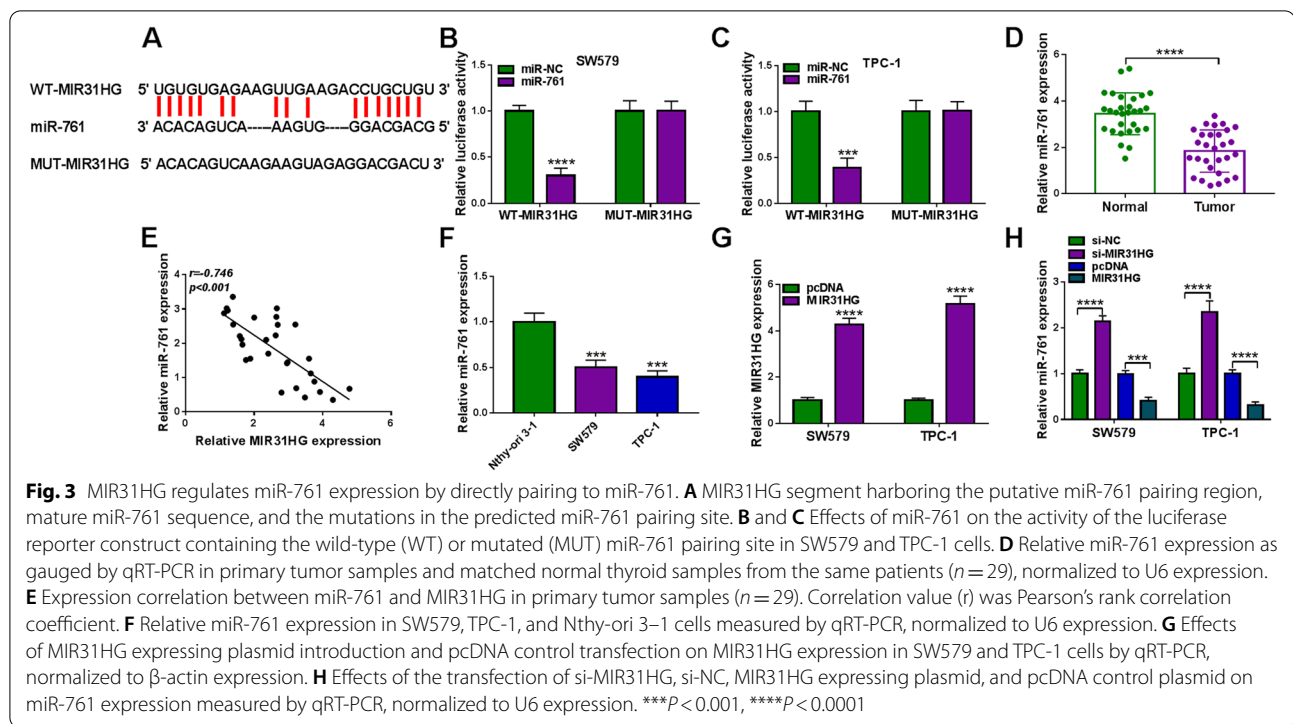 A
WT-MIR31HG 5' UGUGUGAGAAGUUGAAGACCUGCUGU 3'
miR-761 3' ACACAGUCA-----AAGUG----GGACGACG 5'
MUT-MIR31HG 5' ACACAGUCAAGAAGUAGAGGACGACU 3'
B
SW579
miR-NC
miR-761
Relative luciferase activity
1.5
1.0
0.5
0.0
****
WT-MIR31HG MUT-MIR31HG
C
TPC-1
miR-NC
miR-761
Relative luciferase activity
1.5
1.0
0.5
0.0
***
WT-MIR31HG MUT-MIR31HG
D
Relative miR-761 expression
6
4
2
0
****
Normal Tumor
E
r=-0.746
p<0.001
Relative miR-761 expression
4
3
2
1
0
0 2 4 6
Relative MIR31HG expression
F
Relative miR-761 expression
1.5
1.0
0.5
0.0
***
***
Nthy-ori 3-1 SW579 TPC-1
G
pcDNA
MIR31HG
Relative MIR31HG expression
6
4
2
0
****
****
SW579 TPC-1
H
si-NC
si-MIR31HG
pcDNA
MIR31HG
Relative miR-761 expression
3
2
1
0
****
***
****
****
SW579 TPC-1
Fig. 3 MIR31HG regulates miR-761 expression by directly pairing to miR-761. A MIR31HG segment harboring the putative miR-761 pairing region,
mature miR-761 sequence, and the mutations in the predicted miR-761 pairing site. B and C Effects of miR-761 on the activity of the luciferase
reporter construct containing the wild-type (WT) or mutated (MUT) miR-761 pairing site in SW579 and TPC-1 cells. D Relative miR-761 expression as
gauged by qRT-PCR in primary tumor samples and matched normal thyroid samples from the same patients (n = 29), normalized to U6 expression.
E Expression correlation between miR-761 and MIR31HG in primary tumor samples (n = 29). Correlation value (r) was Pearson's rank correlation
coefficient. F Relative miR-761 expression in SW579, TPC-1, and Nthy-ori 3–1 cells measured by qRT-PCR, normalized to U6 expression. G Effects
of MIR31HG expressing plasmid introduction and pcDNA control transfection on MIR31HG expression in SW579 and TPC-1 cells by qRT-PCR,
normalized to β-actin expression. H Effects of the transfection of si-MIR31HG, si-NC, MIR31HG expressing plasmid, and pcDNA control plasmid on
miR-761 expression measured by qRT-PCR, normalized to U6 expression. ***P < 0.001, ****P < 0.0001